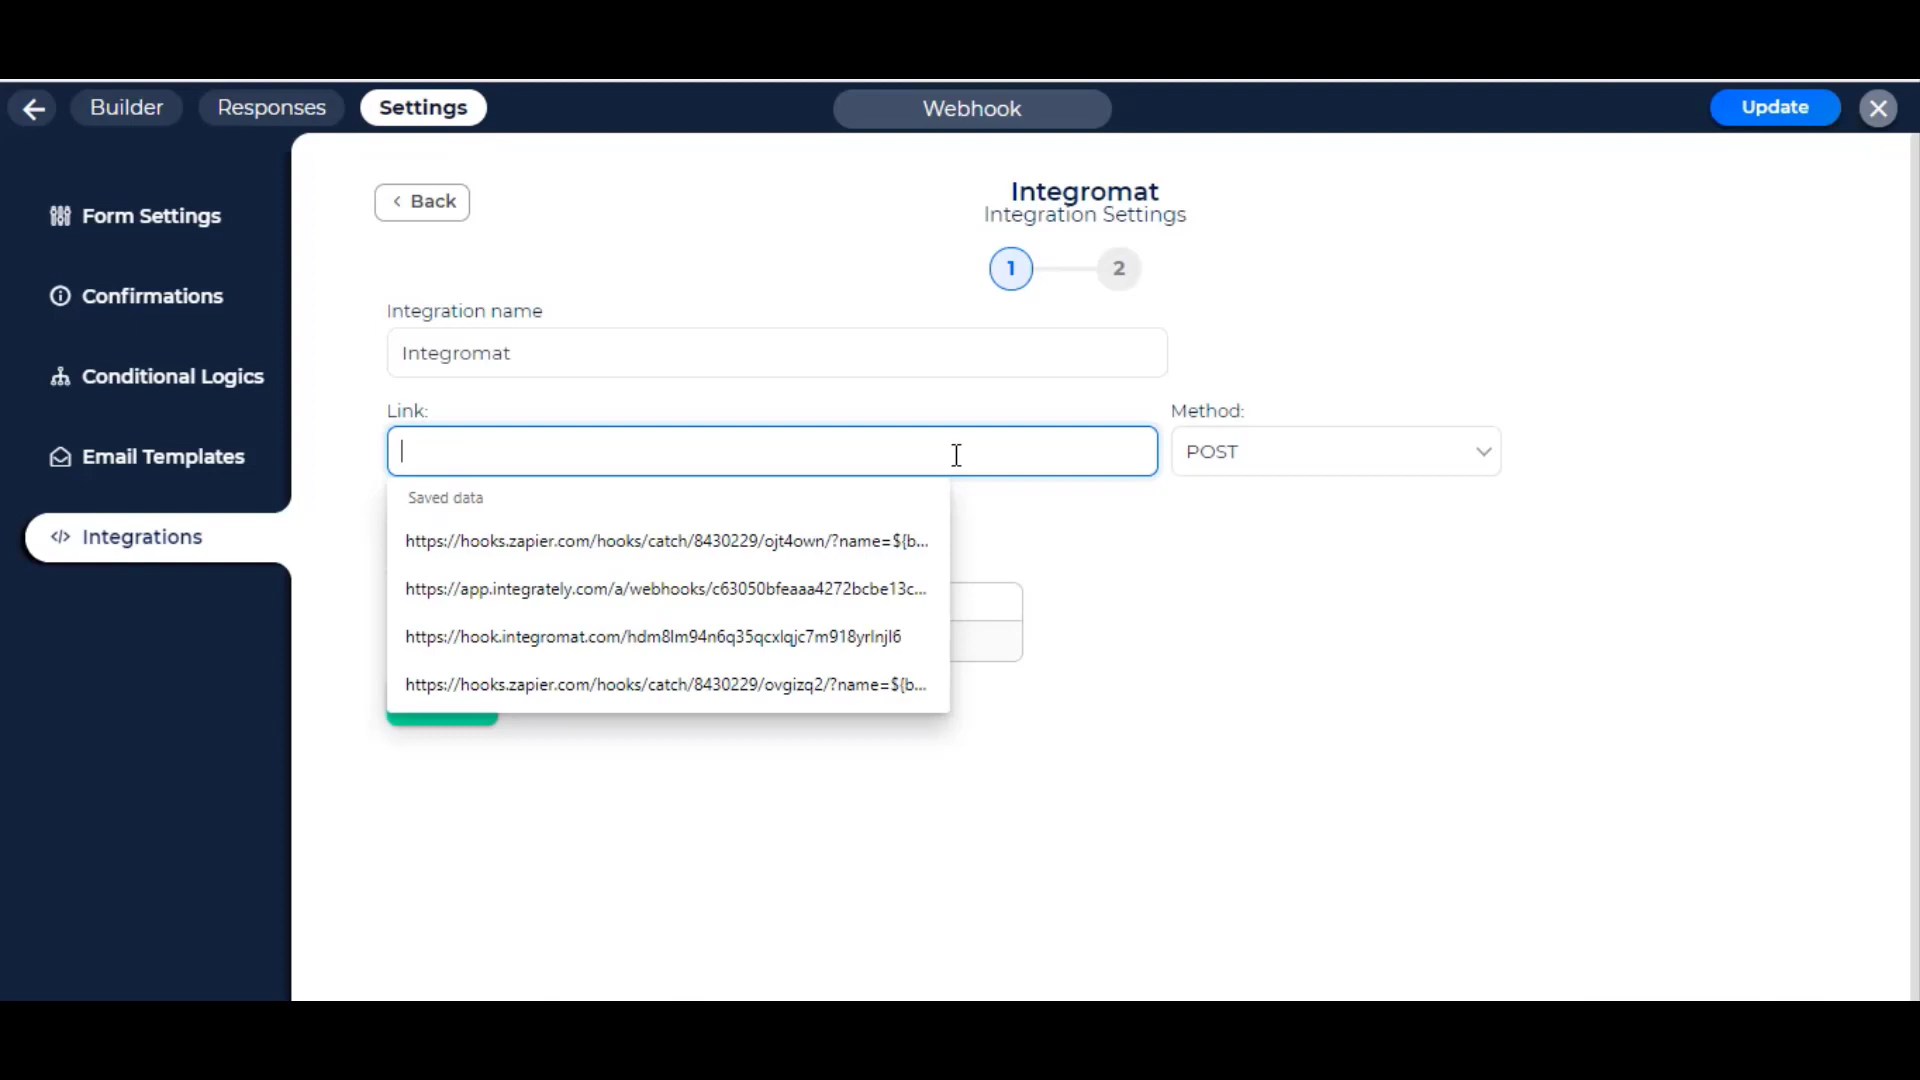 Builder
Responses
Settings
Webhook
Update
Form Settings
Confirmations
Conditional Logics
Email Templates
Integrations
Back
Integromat
Integration Settings
1
2
Integration name
Integromat
Link:
Method:
POST
Saved data
https://hooks.zapier.com/hooks/catch/8430229/ojt4own/?name=${b...
https://app.integrately.com/a/webhooks/c63050bfeaaa4272bcbe13c...
https://hook.integromat.com/hdm8lm94n6q35qcxlqjc7m918yrlnjl6
https://hooks.zapier.com/hooks/catch/8430229/ovgizq2/?name=${b...